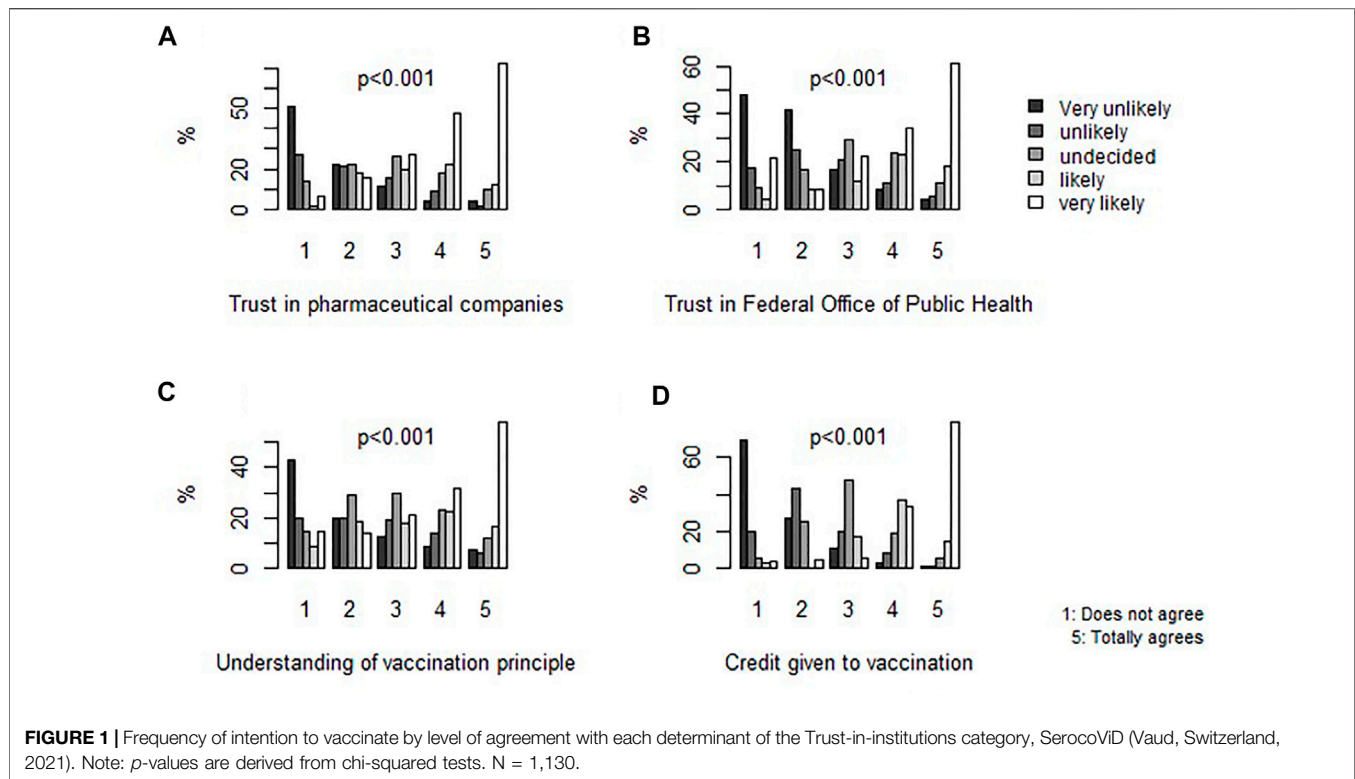 A
p<0.001
%
50
20
0
1 2 3 4 5
Trust in pharmaceutical companies
B
p<0.001
%
60
40
20
0
1 2 3 4 5
Trust in Federal Office of Public Health
Very unlikely
unlikely
undecided
likely
very likely
C
p<0.001
%
40
20
0
1 2 3 4 5
Understanding of vaccination principle
D
p<0.001
%
60
20
0
1 2 3 4 5
Credit given to vaccination
1: Does not agree
5: Totally agrees
FIGURE 1 | Frequency of intention to vaccinate by level of agreement with each determinant of the Trust-in-institutions category, SerocoViD (Vaud, Switzerland,
2021). Note: p-values are derived from chi-squared tests. N = 1,130.